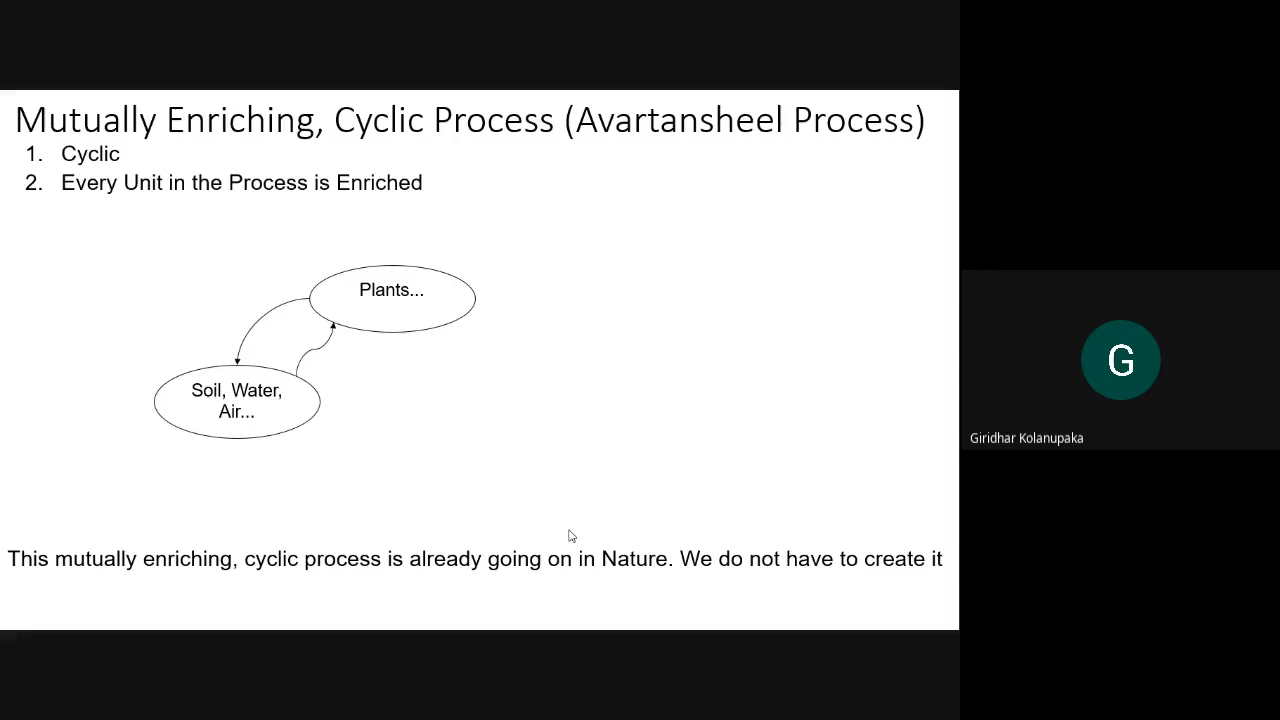 Mutually Enriching, Cyclic Process (Avartansheel Process)
1. Cyclic
2. Every Unit in the Process is Enriched
Plants...
Soil, Water,
Air...
This mutually enriching, cyclic process is already going on in Nature. We do not have to create it
G
Giridhar Kolanupaka